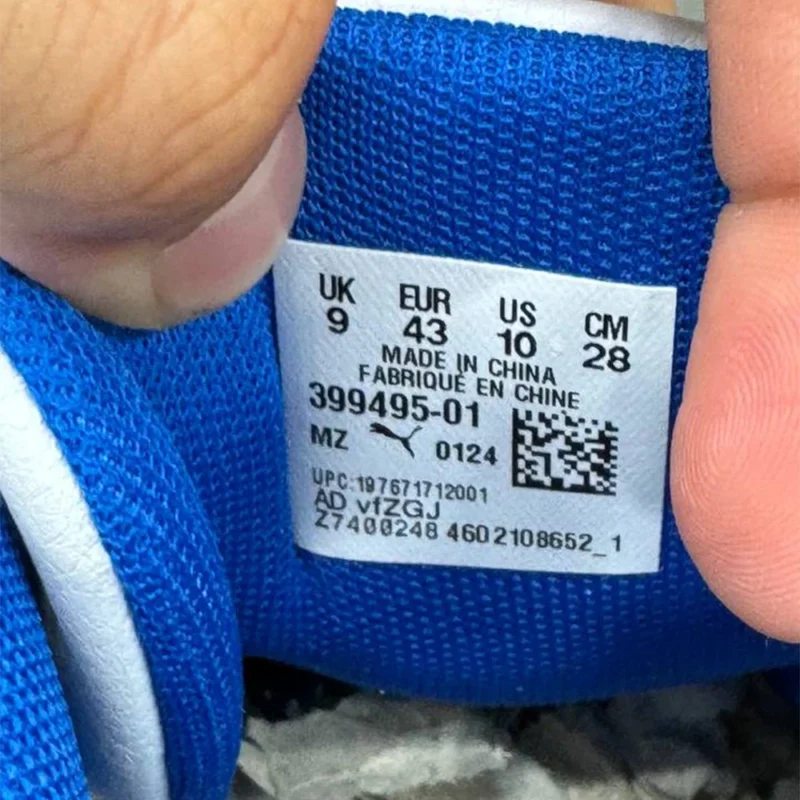 UK EUR US CM
9 43 10 28
MADE IN CHINA
FABRIQUÉ EN CHINE
399495-01
MZ 0124
UPC:197671712001
AD vfZGJ
Z7400248 4602108652_1